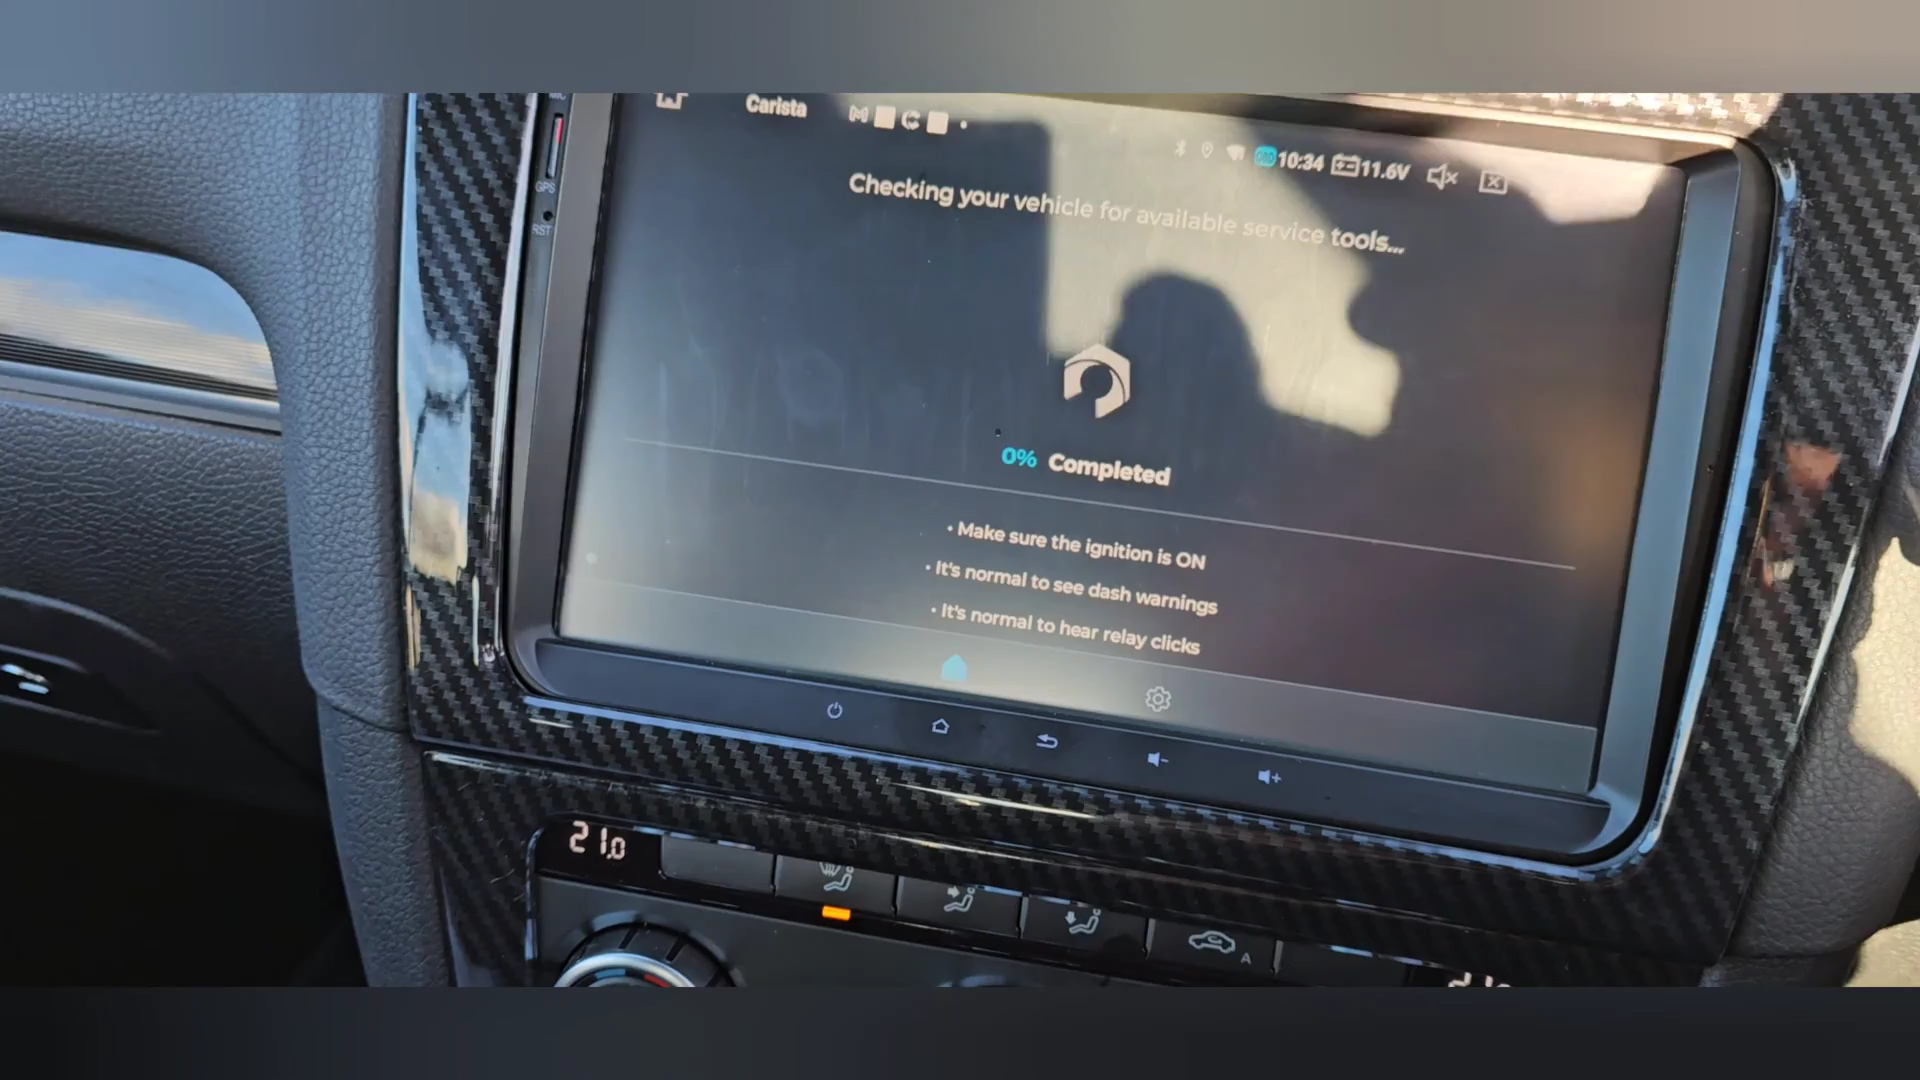 Carista
10:34 11.6V
GPS
RST
Checking your vehicle for available service tools...
0% Completed
• Make sure the ignition is ON
• It's normal to see dash warnings
• It's normal to hear relay clicks
21.0
A